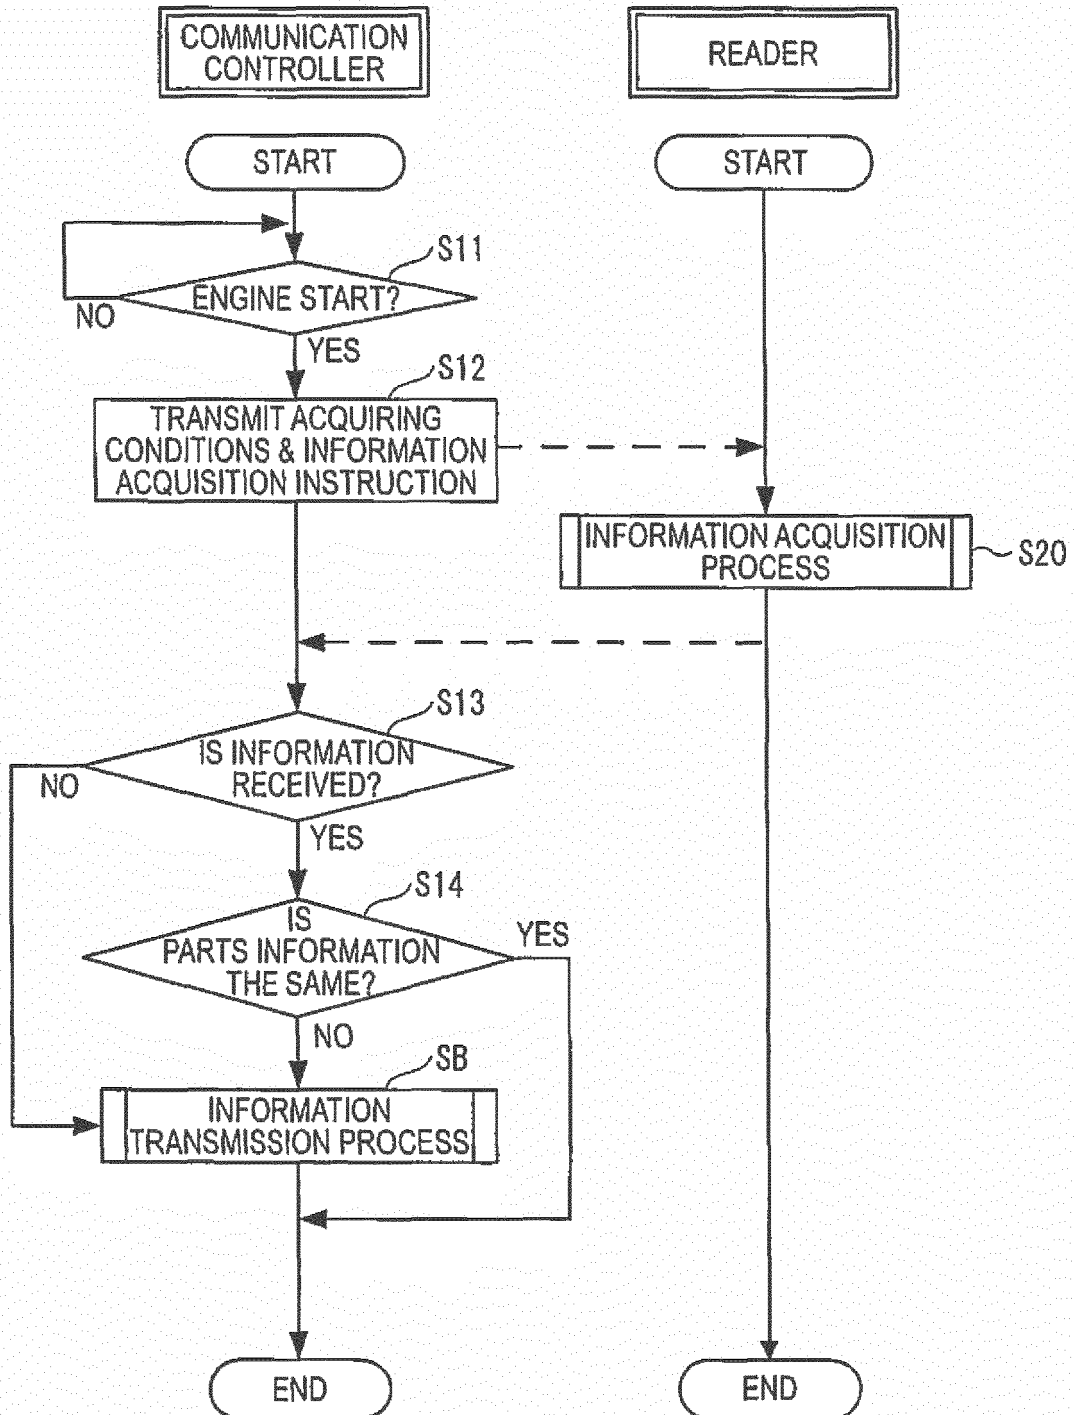 COMMUNICATION
CONTROLLER
READER
START
START
S11
ENGINE START?
NO
YES
S12
TRANSMIT ACQUIRING
CONDITIONS & INFORMATION
ACQUISITION INSTRUCTION
INFORMATION ACQUISITION
PROCESS
S20
S13
IS INFORMATION
RECEIVED?
NO
YES
S14
IS
PARTS INFORMATION
THE SAME?
YES
NO
SB
INFORMATION
TRANSMISSION PROCESS
END
END